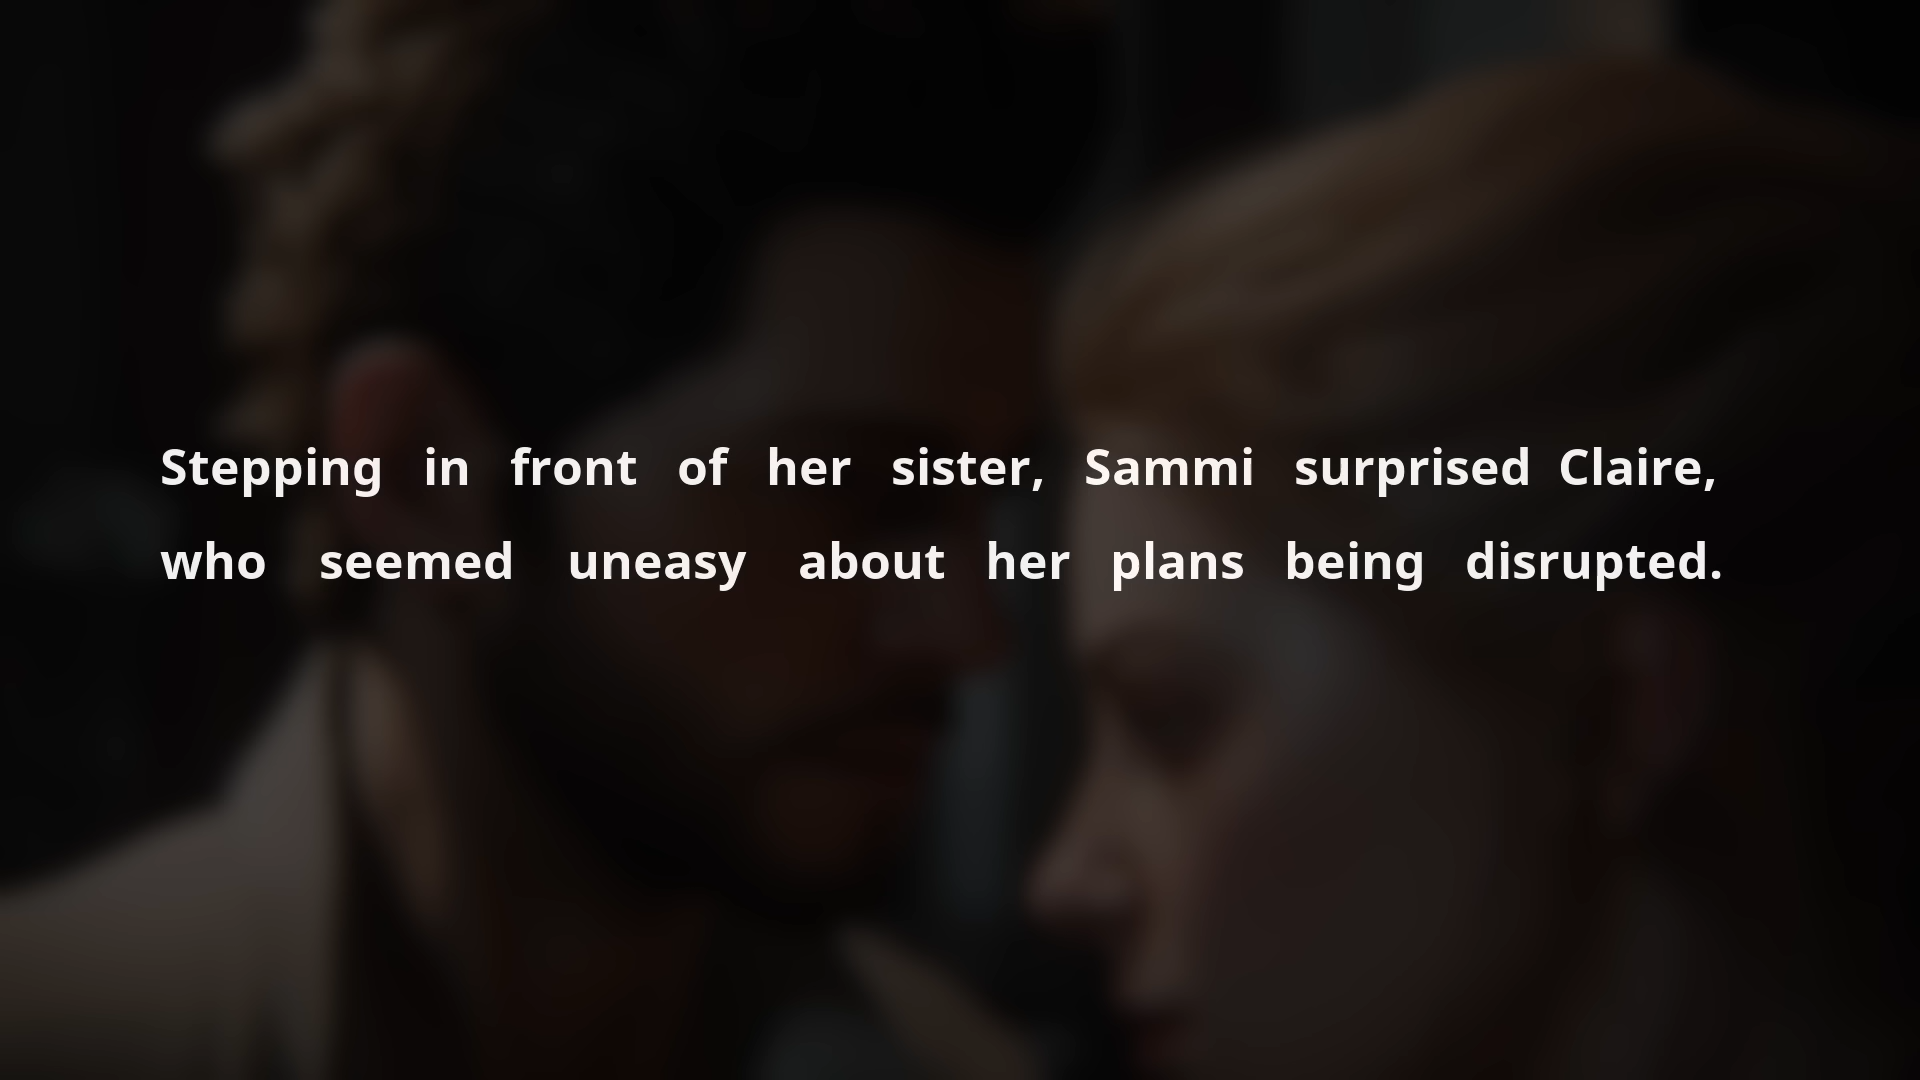 Stepping in front of her sister, Sammi surprised Claire,
who seemed uneasy about her plans being disrupted.